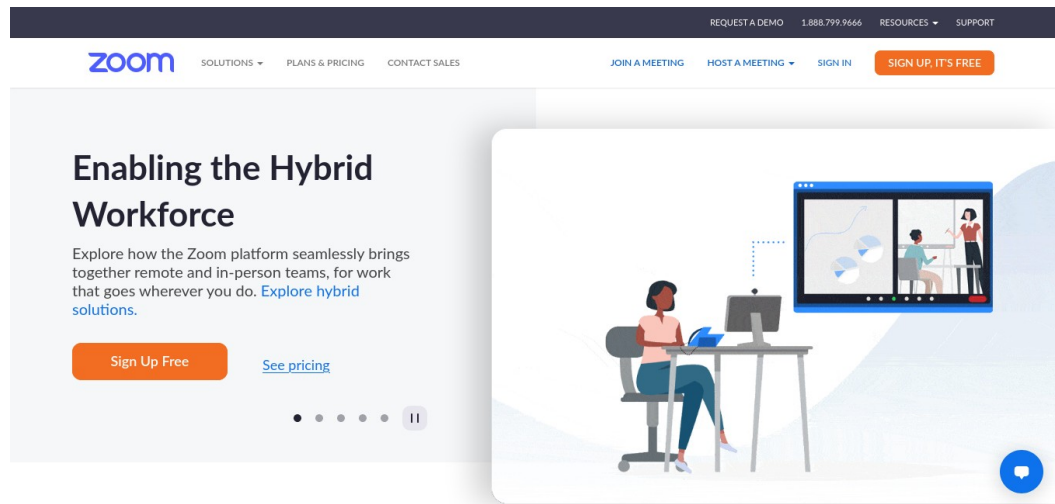 REQUEST A DEMO 1.888.799.9666 RESOURCES SUPPORT
zoom SOLUTIONS PLANS & PRICING CONTACT SALES JOIN A MEETING HOST A MEETING SIGN IN SIGN UP, IT'S FREE
Enabling the Hybrid
Workforce
Explore how the Zoom platform seamlessly brings
together remote and in-person teams, for work
that goes wherever you do. Explore hybrid
solutions.
Sign Up Free See pricing